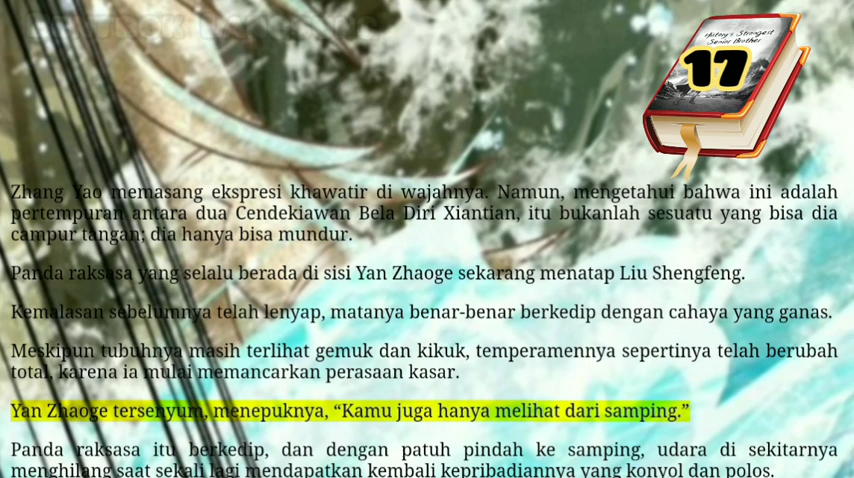 History's Strongest
Senior Brother
17
Zhang Yao memasang ekspresi khawatir di wajahnya. Namun, mengetahui bahwa ini adalah
pertempuran antara dua Cendekiawan Bela Diri Xiantian, itu bukanlah sesuatu yang bisa dia
campur tangan; dia hanya bisa mundur.
Panda raksasa yang selalu berada di sisi Yan Zhaoge sekarang menatap Liu Shengfeng.
Kemalasan sebelumnya telah lenyap, matanya benar-benar berkedip dengan cahaya yang ganas.
Meskipun tubuhnya masih terlihat gemuk dan kikuk, temperamennya sepertinya telah berubah
total, karena ia mulai memancarkan perasaan kasar.
Yan Zhaoge tersenyum, menepuknya, “Kamu juga hanya melihat dari samping.”
Panda raksasa itu berkedip, dan dengan patuh pindah ke samping, udara di sekitarnya
menghilang saat sekali lagi mendapatkan kembali kepribadiannya yang konyol dan polos.